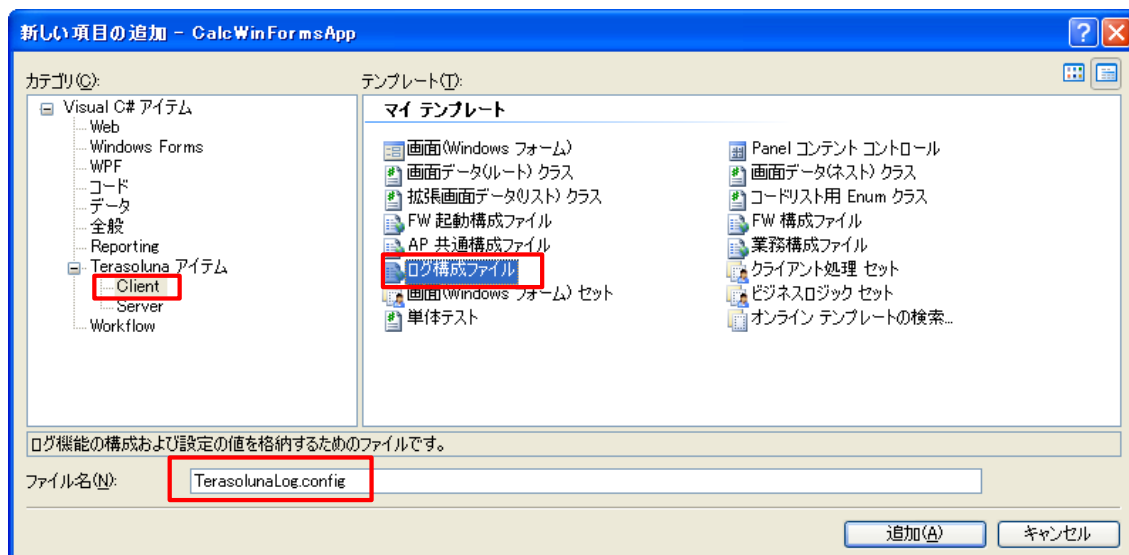 新しい項目の追加 - CalcWinFormsApp
カテゴリ(C):
テンプレート(T):
Visual C# アイテム
Web
Windows Forms
WPF
コード
データ
全般
Reporting
Terasoluna アイテム
Client
Server
Workflow
マイ テンプレート
画面(Windows フォーム)
Panel コンテント コントロール
画面データ(ルート) クラス
画面データ(ネスト) クラス
拡張画面データ(リスト) クラス
コードリスト用 Enum クラス
FW 起動構成ファイル
FW 構成ファイル
AP 共通構成ファイル
業務構成ファイル
ログ構成ファイル
クライアント処理 セット
画面(Windows フォーム) セット
ビジネスロジック セット
単体テスト
オンライン テンプレートの検索...
ログ機能の構成および設定の値を格納するためのファイルです。
ファイル名(N):
TerasolunaLog.config
追加(A)
キャンセル